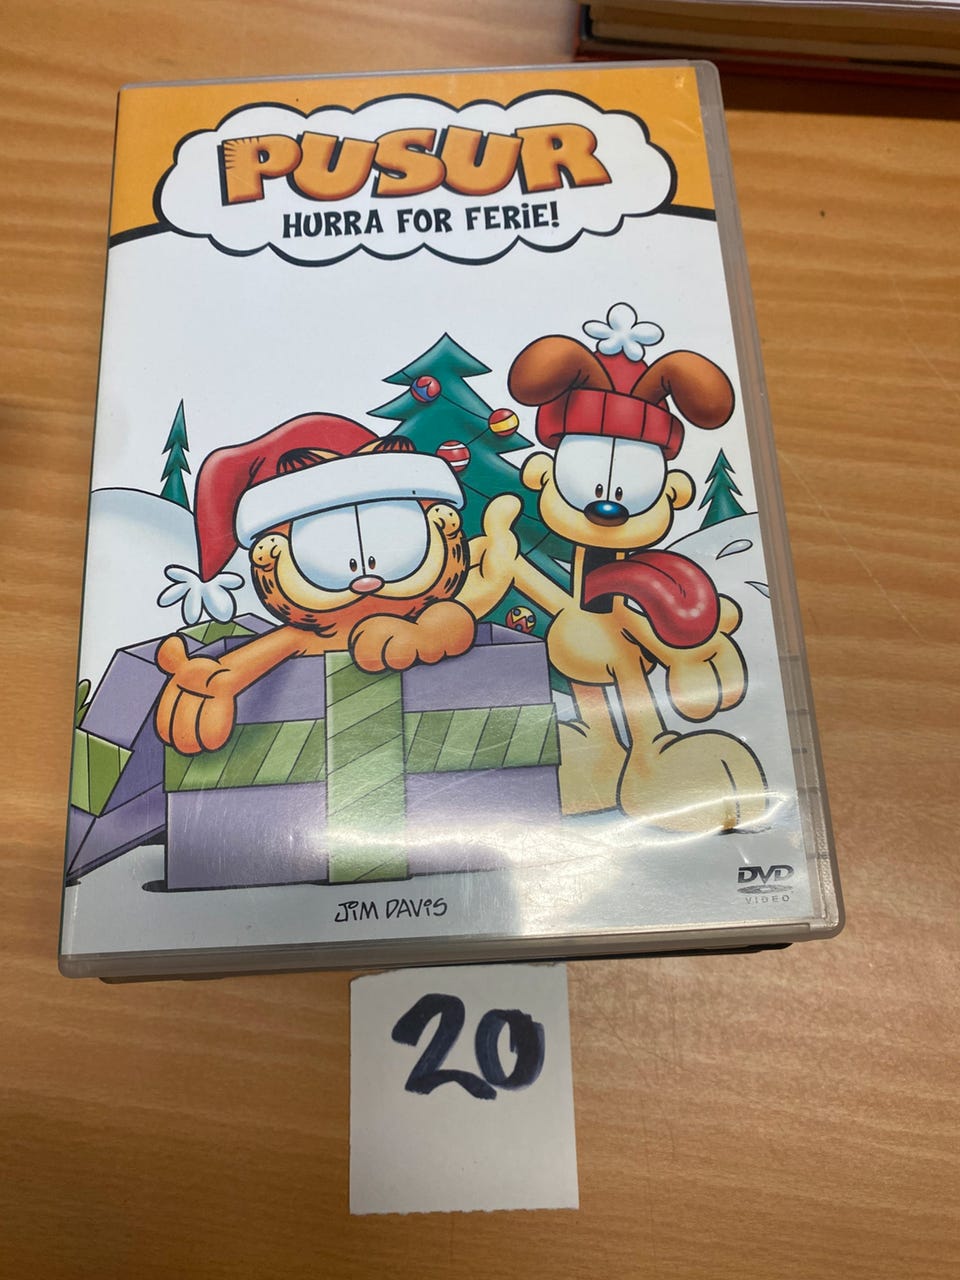 PUSUR
HURRA FOR FERiE!
JiM DAViS
DVD
VIDEO
20